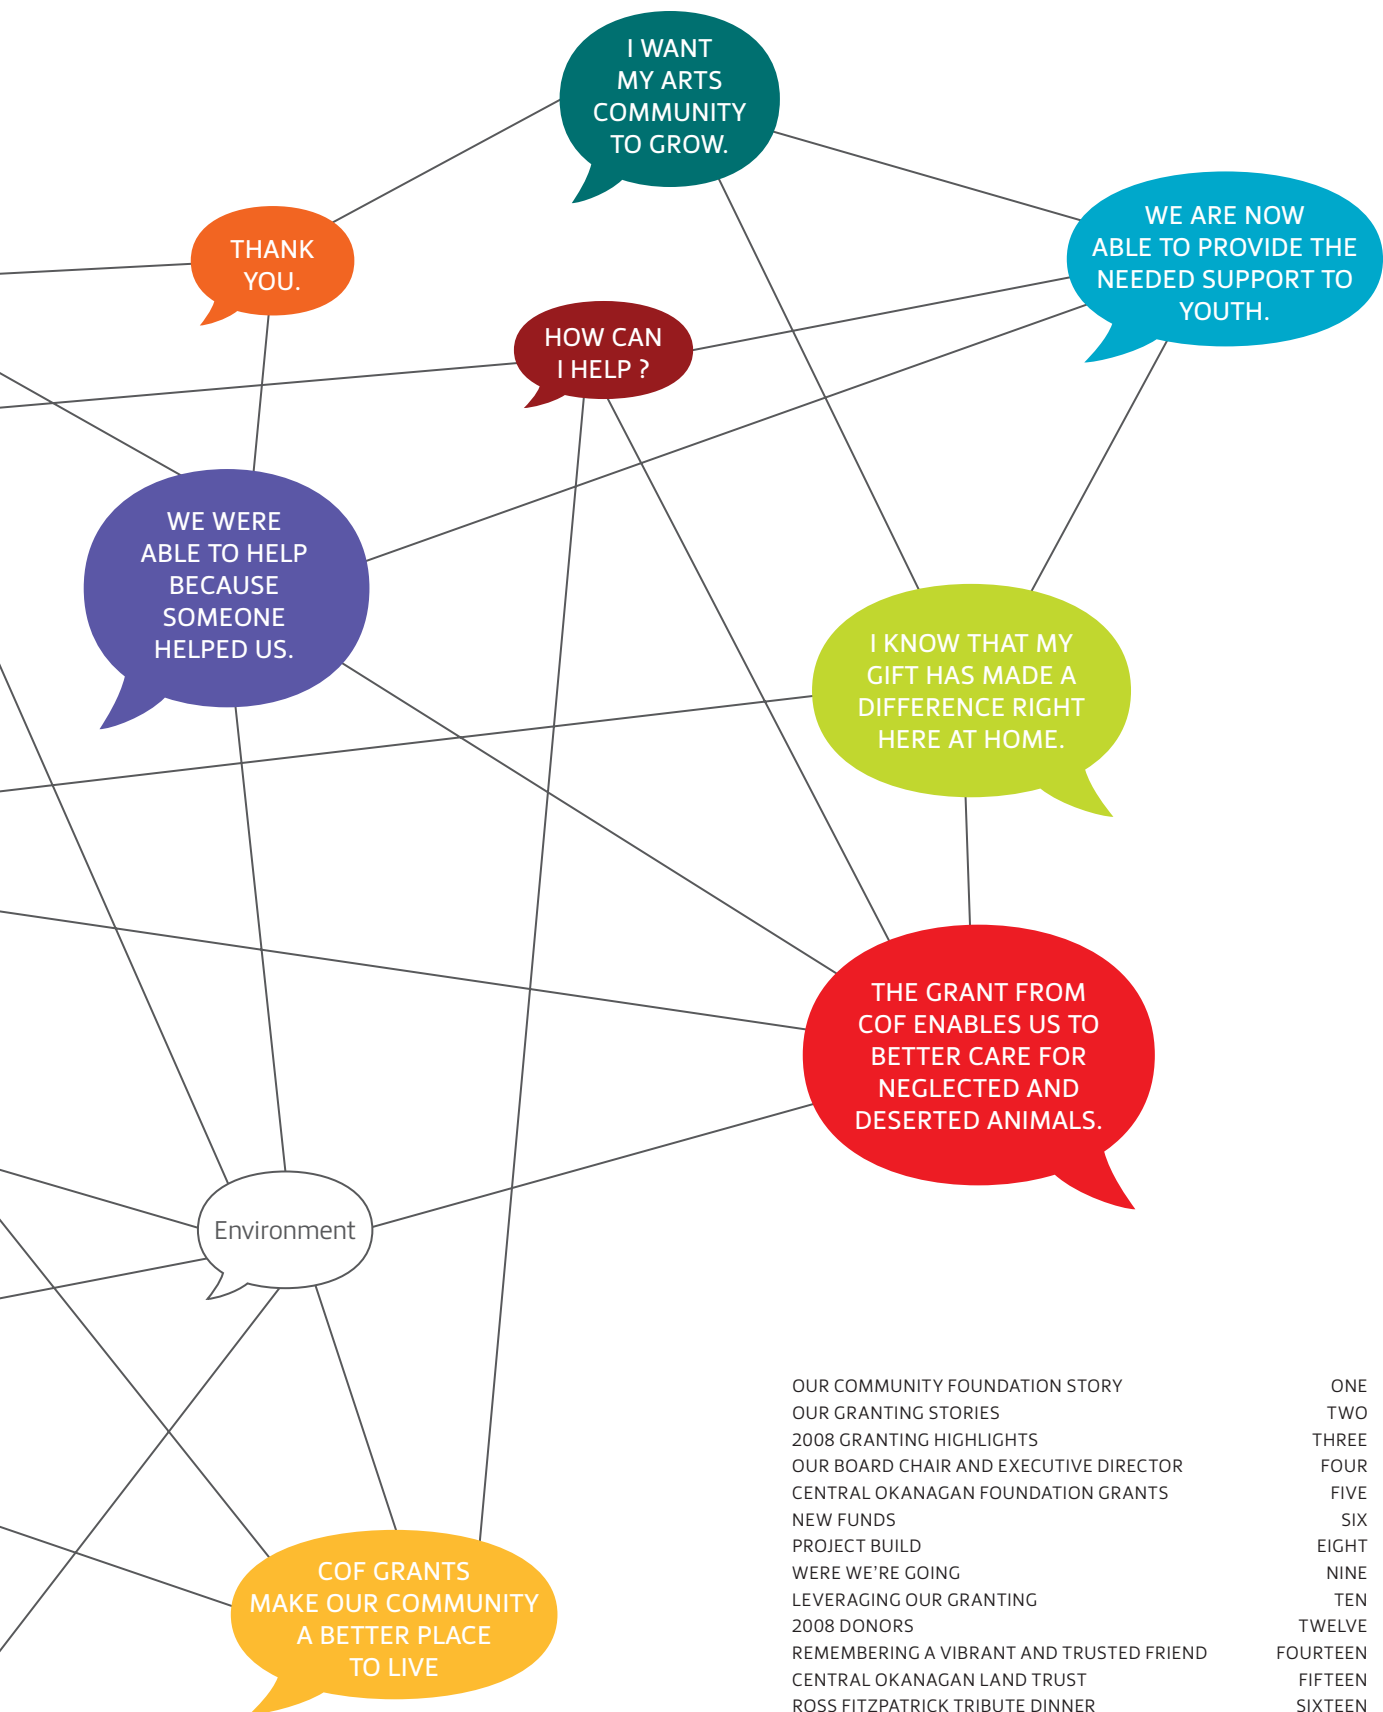 I WANT
MY ARTS
COMMUNITY
TO GROW.
THANK
YOU.
WE ARE NOW
ABLE TO PROVIDE THE
NEEDED SUPPORT TO
YOUTH.
HOW CAN
I HELP ?
WE WERE
ABLE TO HELP
BECAUSE
SOMEONE
HELPED US.
I KNOW THAT MY
GIFT HAS MADE A
DIFFERENCE RIGHT
HERE AT HOME.
THE GRANT FROM
COF ENABLES US TO
BETTER CARE FOR
NEGLECTED AND
DESERTED ANIMALS.
Environment
COF GRANTS
MAKE OUR COMMUNITY
A BETTER PLACE
TO LIVE
OUR COMMUNITY FOUNDATION STORY ONE
OUR GRANTING STORIES TWO
2008 GRANTING HIGHLIGHTS THREE
OUR BOARD CHAIR AND EXECUTIVE DIRECTOR FOUR
CENTRAL OKANAGAN FOUNDATION GRANTS FIVE
NEW FUNDS SIX
PROJECT BUILD EIGHT
WERE WE'RE GOING NINE
LEVERAGING OUR GRANTING TEN
2008 DONORS TWELVE
REMEMBERING A VIBRANT AND TRUSTED FRIEND FOURTEEN
CENTRAL OKANAGAN LAND TRUST FIFTEEN
ROSS FITZPATRICK TRIBUTE DINNER SIXTEEN